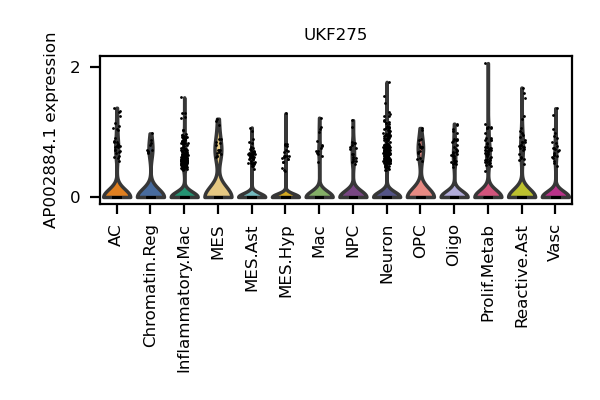 UKF275
AP002884.1 expression
2
0
AC
Chromatin.Reg
Inflammatory.Mac
MES
MES.Ast
MES.Hyp
Mac
NPC
Neuron
OPC
Oligo
Prolif.Metab
Reactive.Ast
Vasc